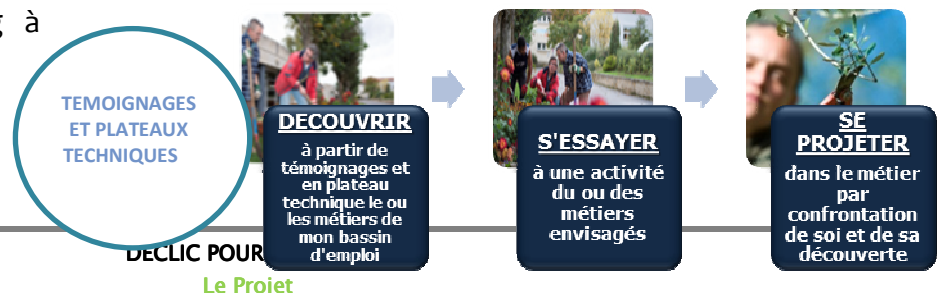 à
TEMOIGNAGES
ET PLATEAUX
TECHNIQUES
DECOUVRIR
à partir de
témoignages et
en plateau
technique le ou
les métiers de
mon bassin
d'emploi
S'ESSAYER
à une activité
du ou des
métiers
envisagés
SE
PROJETER
dans le métier
par
confrontation
de soi et de sa
découverte
DECLIC POUR
Le Projet